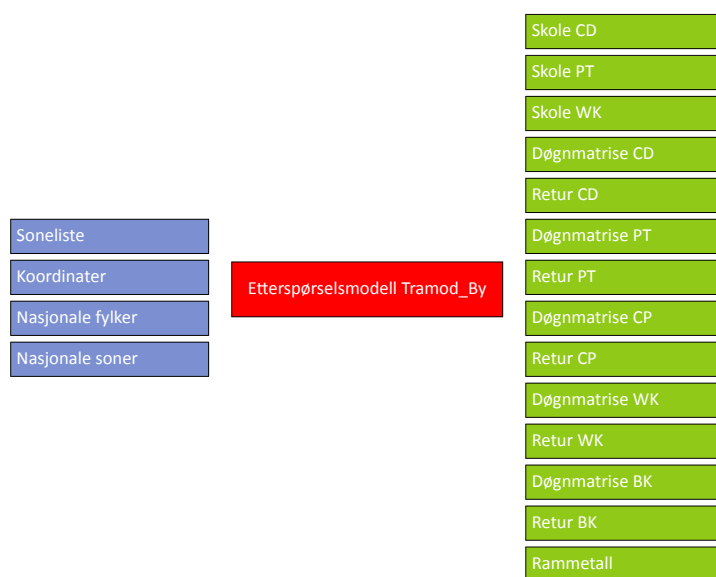 Soneliste
Koordinater
Nasjonale fylker
Nasjonale soner
Etterspørselsmodell Tramod_By
Skole CD
Skole PT
Skole WK
Døgnmatrise CD
Retur CD
Døgnmatrise PT
Retur PT
Døgnmatrise CP
Retur CP
Døgnmatrise WK
Retur WK
Døgnmatrise BK
Retur BK
Rammetall